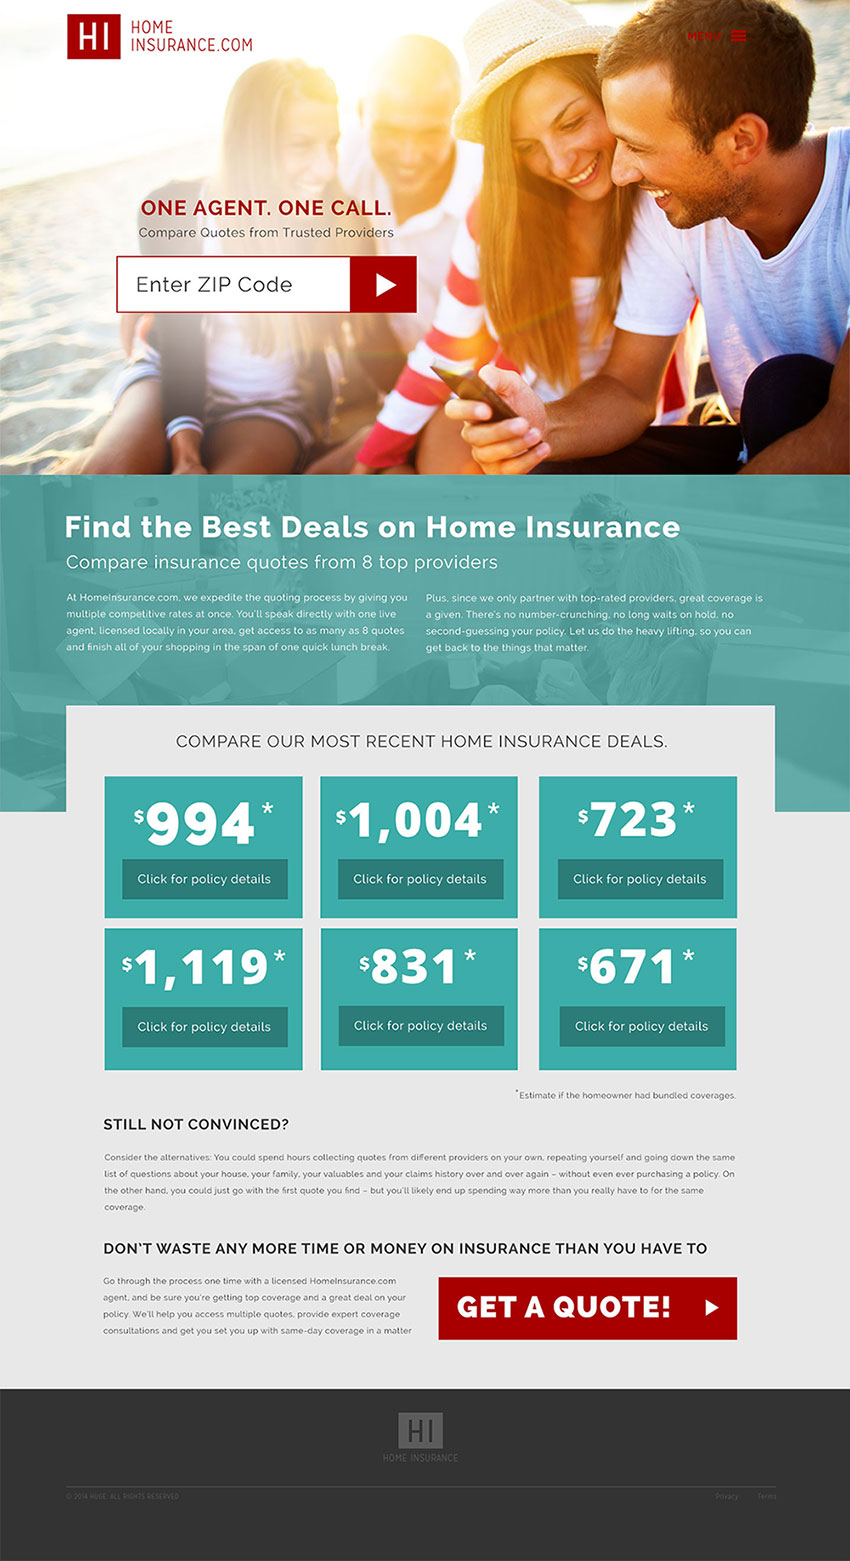 HI
HOME
INSURANCE.COM
MENU
ONE AGENT. ONE CALL.
Compare Quotes from Trusted Providers
Enter ZIP Code
Find the Best Deals on Home Insurance
Compare insurance quotes from 8 top providers
At HomeInsurance.com, we expedite the quoting process by giving you
multiple competitive rates at once. You'll speak directly with one live
agent, licensed locally in your area, get access to as many as 8 quotes
and finish all of your shopping in the span of one quick lunch break.
Plus, since we only partner with top-rated providers, great coverage is
a given. There's no number-crunching, no long waits on hold, no
second-guessing your policy. Let us do the heavy lifting, so you can
get back to the things that matter.
COMPARE OUR MOST RECENT HOME INSURANCE DEALS.
$994*
Click for policy details
$1,004*
Click for policy details
$723*
Click for policy details
$1,119*
Click for policy details
$831*
Click for policy details
$671*
Click for policy details
*Estimate if the homeowner had bundled coverages.
STILL NOT CONVINCED?
Consider the alternatives: You could spend hours collecting quotes from different providers on your own, repeating yourself and going down the same
list of questions about your house, your family, your valuables and your claims history over and over again – without even ever purchasing a policy. On
the other hand, you could just go with the first quote you find – but you'll likely end up spending way more than you really have to for the same
coverage.
DON'T WASTE ANY MORE TIME OR MONEY ON INSURANCE THAN YOU HAVE TO
Go through the process one time with a licensed HomeInsurance.com
agent, and be sure you're getting top coverage and a great deal on your
policy. We'll help you access multiple quotes, provide expert coverage
consultations and get you set you up with same-day coverage in a matter
GET A QUOTE!
HI
HOME INSURANCE
© 2014 HUGE. ALL RIGHTS RESERVED
Privacy
Terms